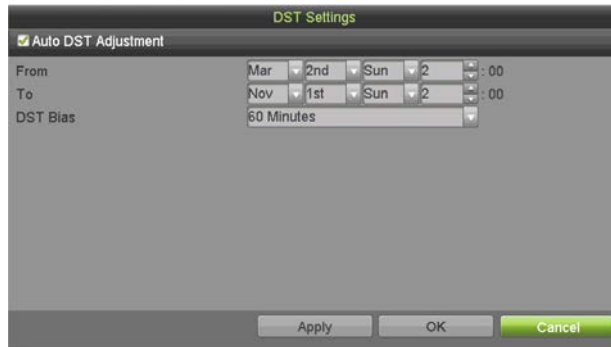 DST Settings
Auto DST Adjustment
From Mar 2nd Sun 2 : 00
To Nov 1st Sun 2 : 00
DST Bias 60 Minutes
Apply OK Cancel